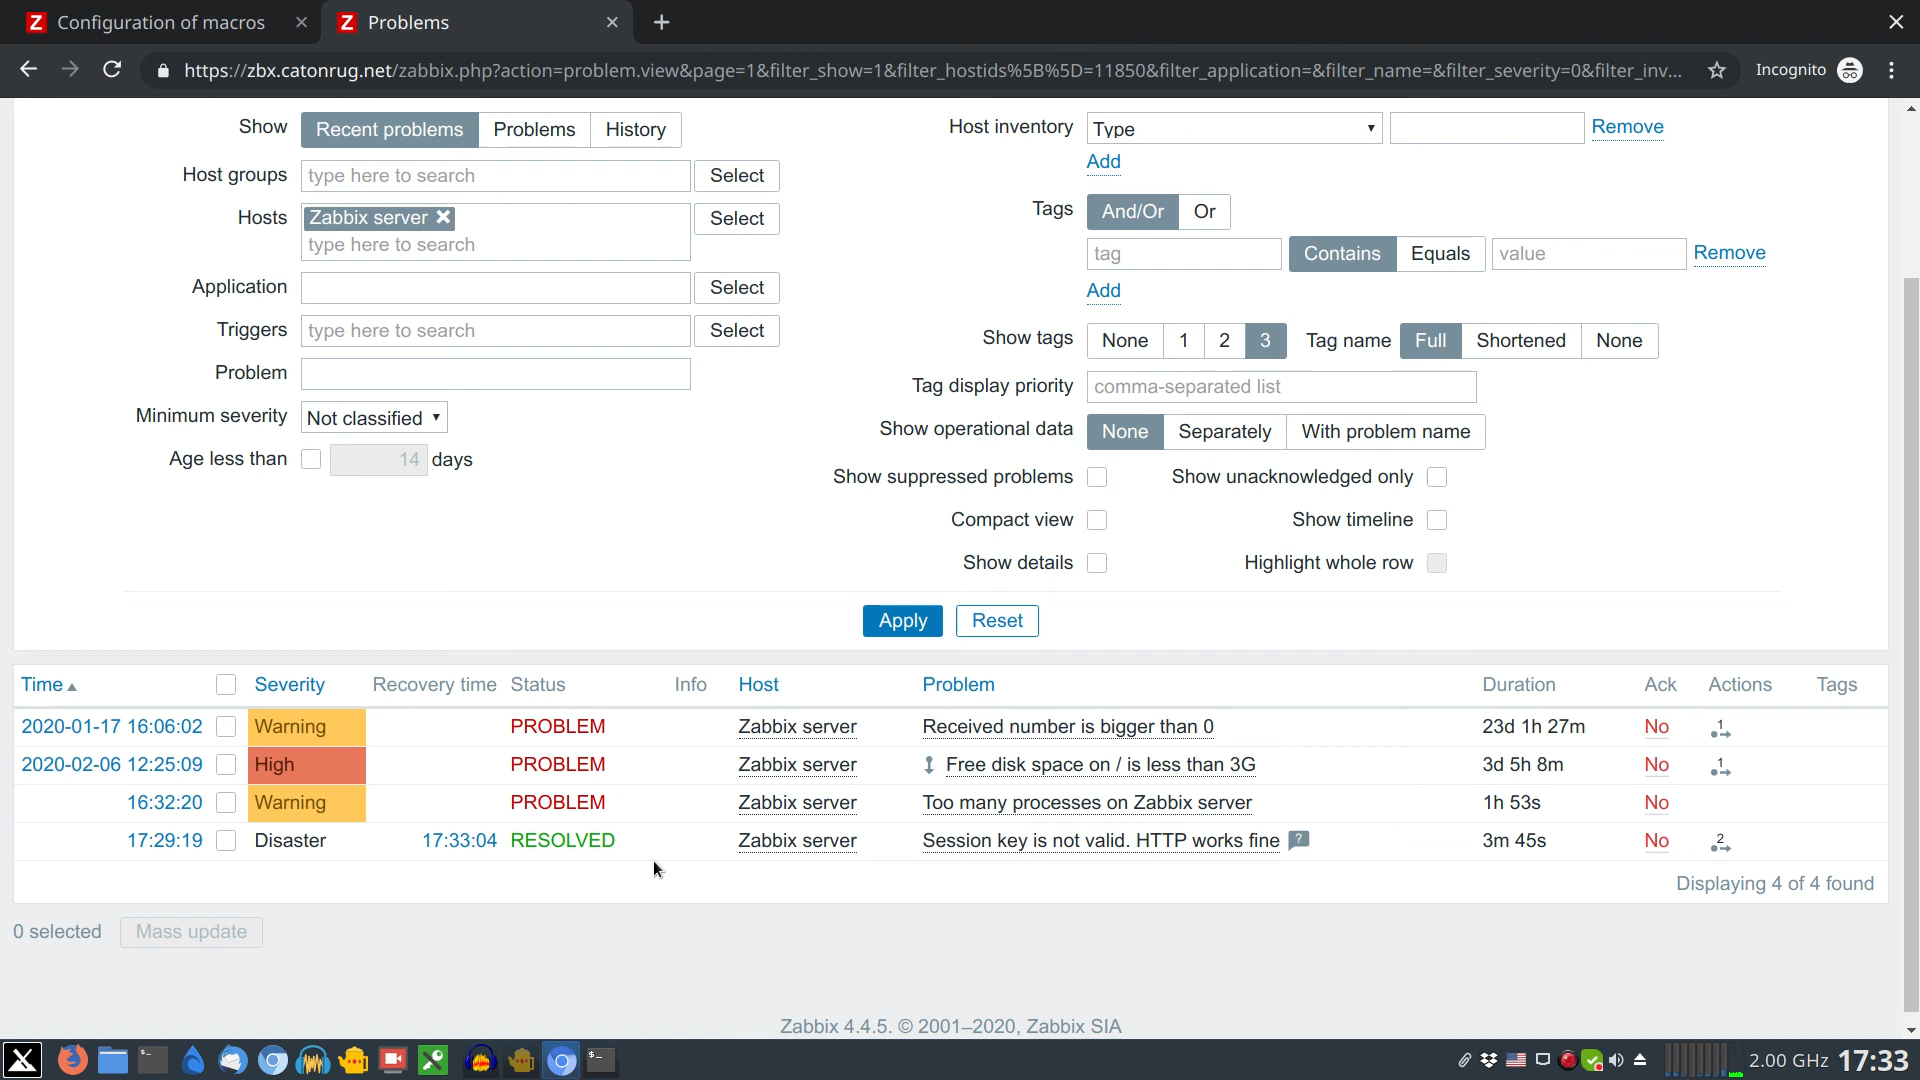 Configuration of macros
Problems
https://zbx.catonrug.net/zabbix.php?action=problem.view&page=1&filter_show=1&filter_hostids%5B%5D=11850&filter_application=&filter_name=&filter_severity=0&filter_inv...
Incognito
Show Recent problems Problems History
Host groups type here to search Select
Hosts Zabbix server Select
type here to search
Application Select
Triggers type here to search Select
Problem
Minimum severity Not classified
Age less than 14 days
Host inventory Type Remove
Add
Tags And/Or Or
tag Contains Equals value Remove
Add
Show tags None 1 2 3 Tag name Full Shortened None
Tag display priority comma-separated list
Show operational data None Separately With problem name
Show suppressed problems Show unacknowledged only
Compact view Show timeline
Show details Highlight whole row
Apply Reset
Time Severity Recovery time Status Info Host Problem Duration Ack Actions Tags
2020-01-17 16:06:02 Warning PROBLEM Zabbix server Received number is bigger than 0 23d 1h 27m No 1
2020-02-06 12:25:09 High PROBLEM Zabbix server Free disk space on / is less than 3G 3d 5h 8m No 1
16:32:20 Warning PROBLEM Zabbix server Too many processes on Zabbix server 1h 53s No
17:29:19 Disaster 17:33:04 RESOLVED Zabbix server Session key is not valid. HTTP works fine ? 3m 45s No 2
Displaying 4 of 4 found
0 selected Mass update
Zabbix 4.4.5. © 2001–2020, Zabbix SIA
2.00 GHz 17:33